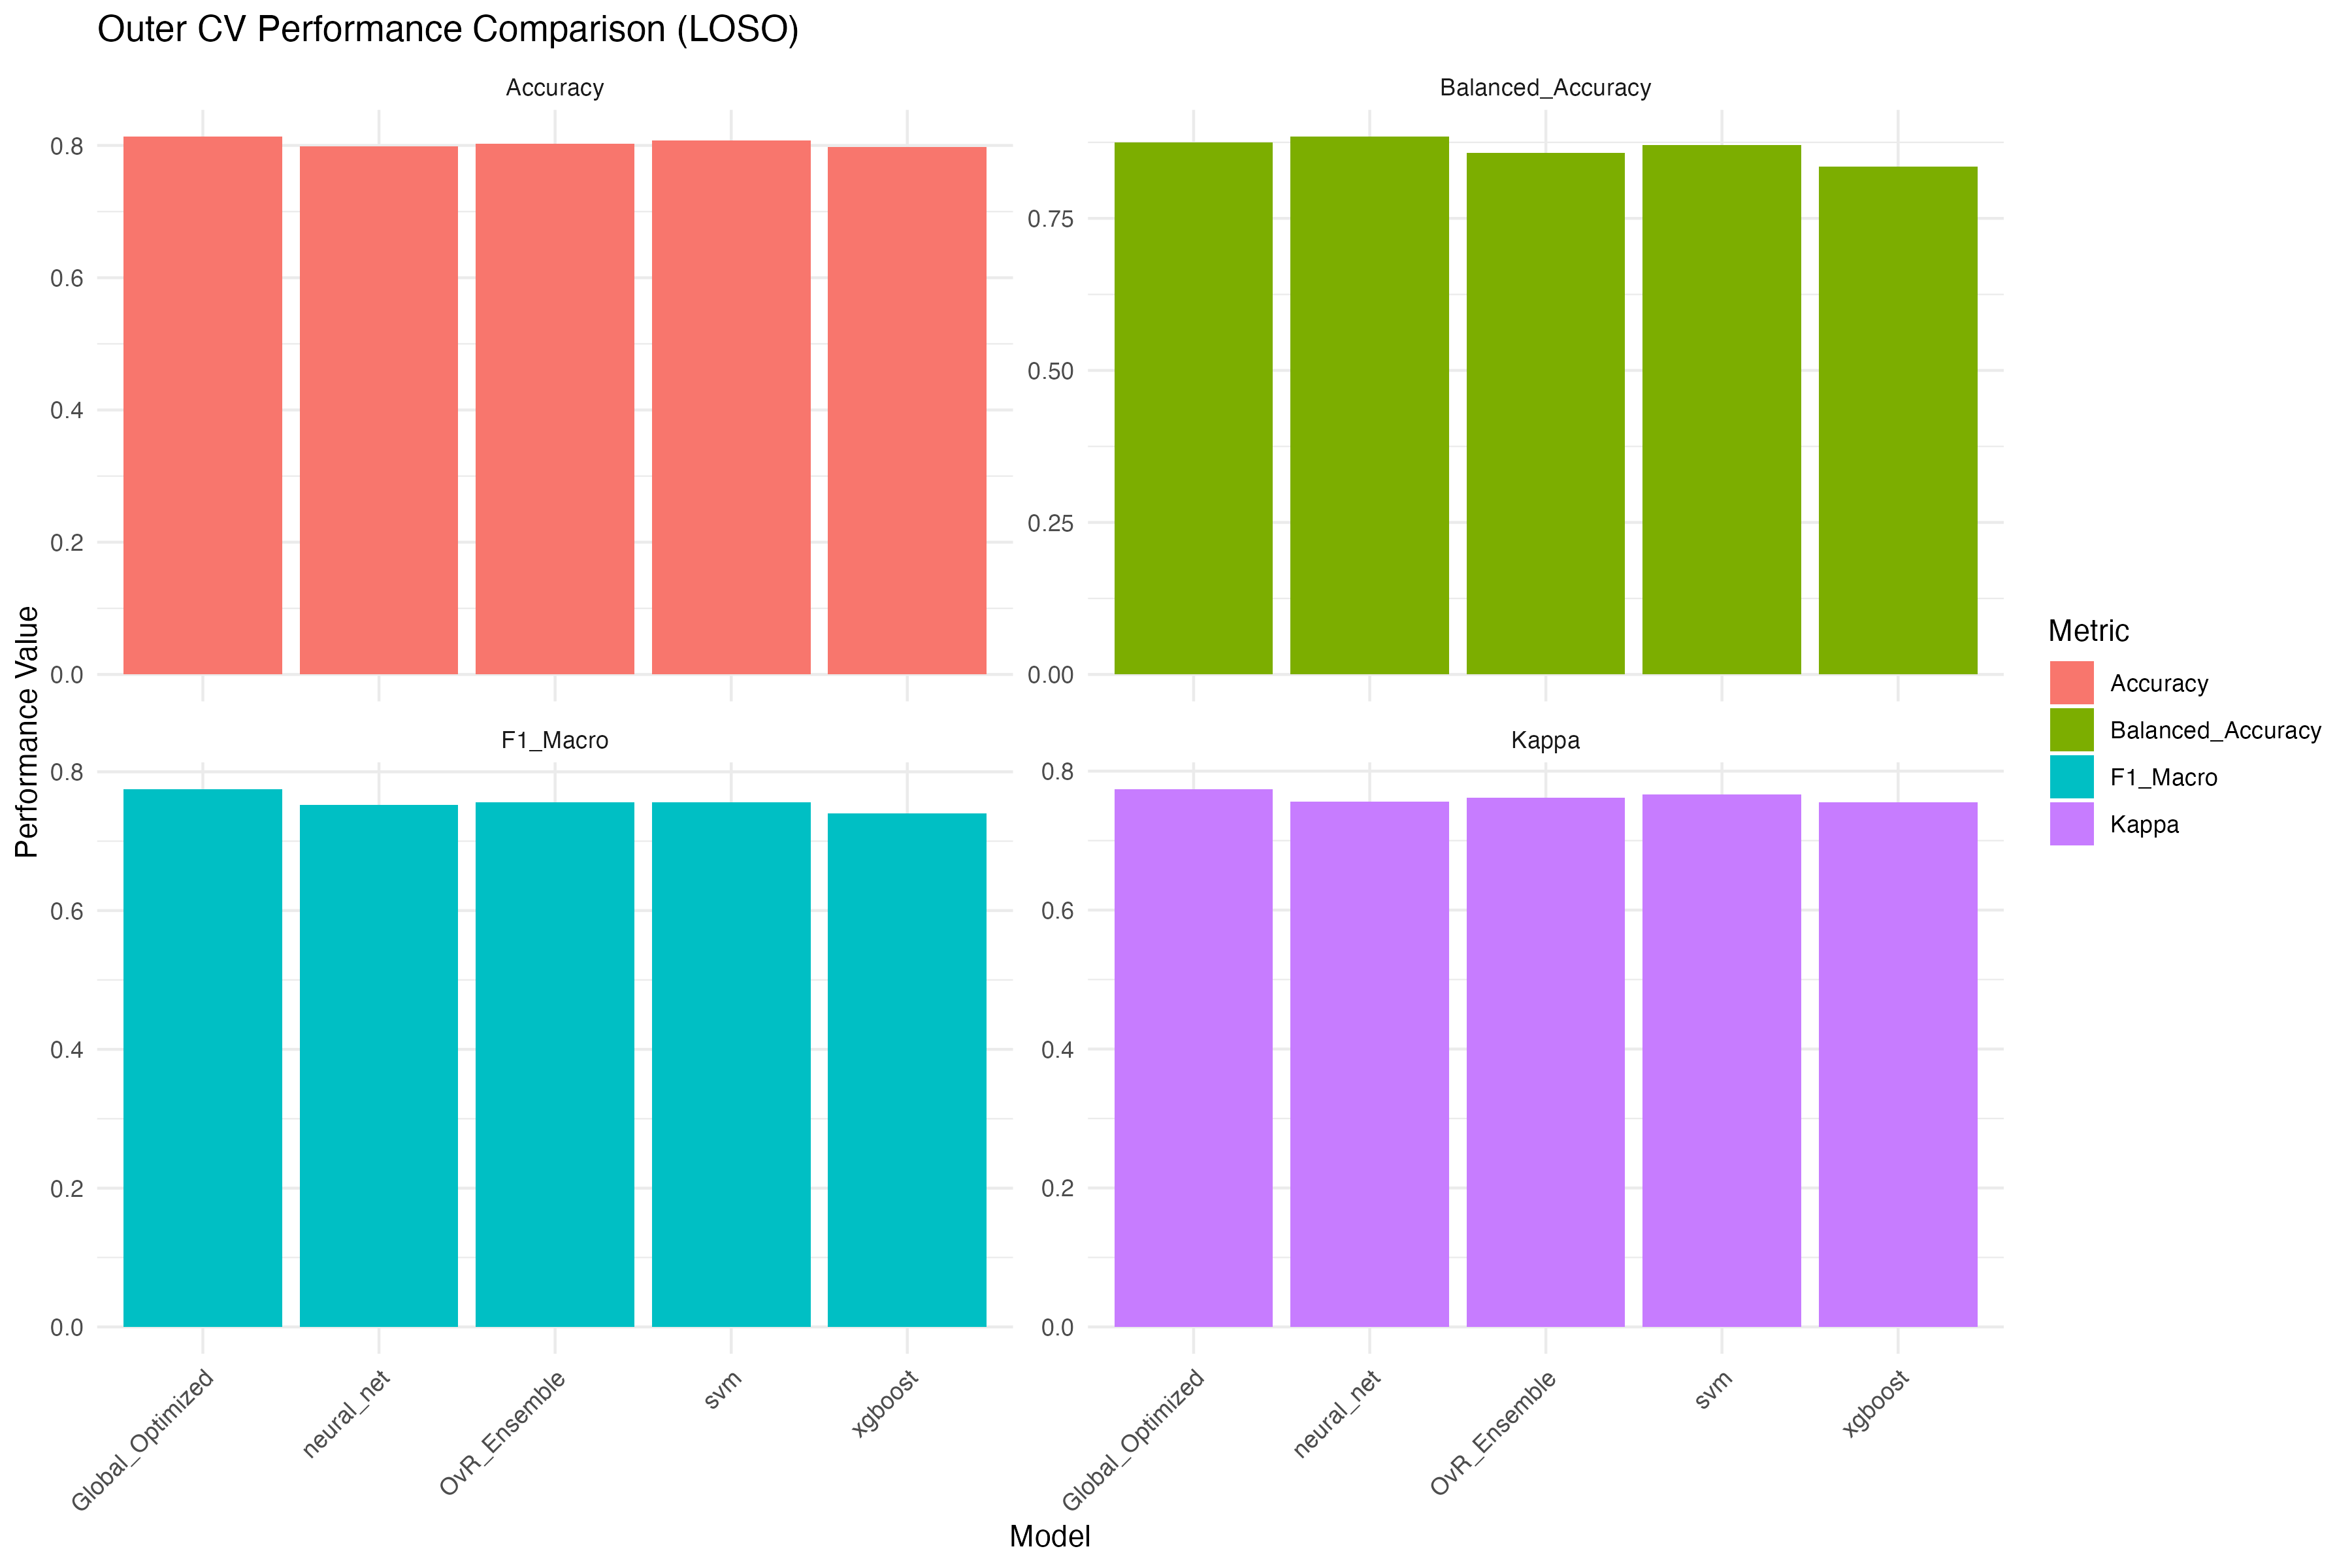 Outer CV Performance Comparison (LOSO)
Accuracy
Balanced_Accuracy
0.8
0.6
0.4
0.2
0.0
0.75
0.50
0.25
0.00
F1_Macro
Kappa
0.8
0.6
0.4
0.2
0.0
0.8
0.6
0.4
0.2
0.0
Global_Optimized
neural_net
OvR_Ensemble
svm
xgboost
Global_Optimized
neural_net
OvR_Ensemble
svm
xgboost
Model
Performance Value
Metric
Accuracy
Balanced_Accuracy
F1_Macro
Kappa